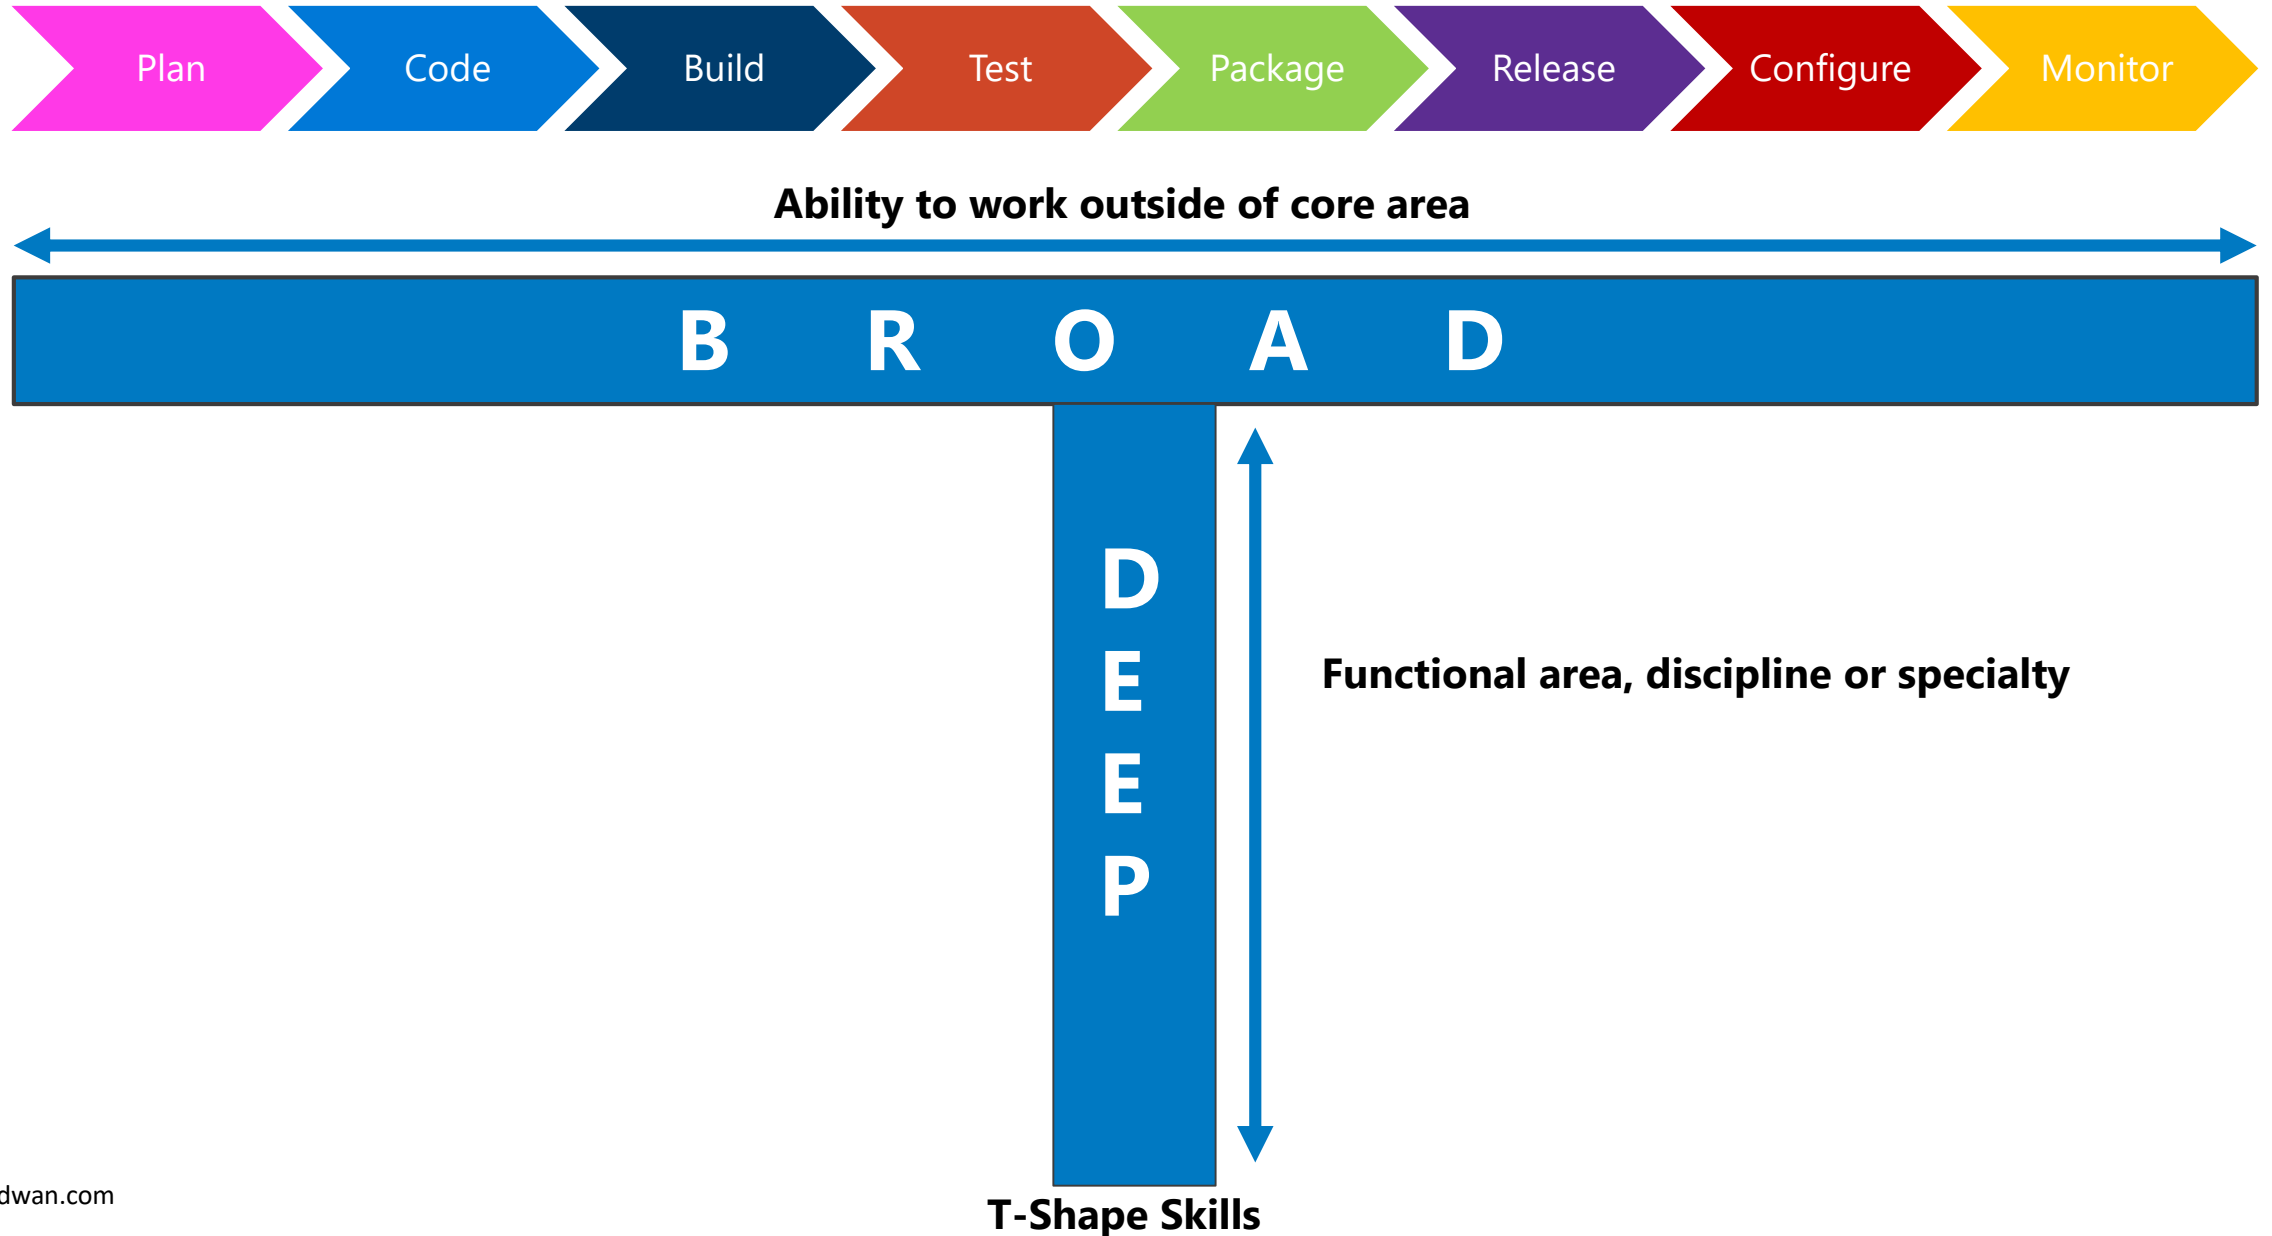 Plan Code Build Test Package Release Configure Monitor
Ability to work outside of core area
B R O A D
D
E
E
P
Functional area, discipline or specialty
dwan.com
T-Shape Skills